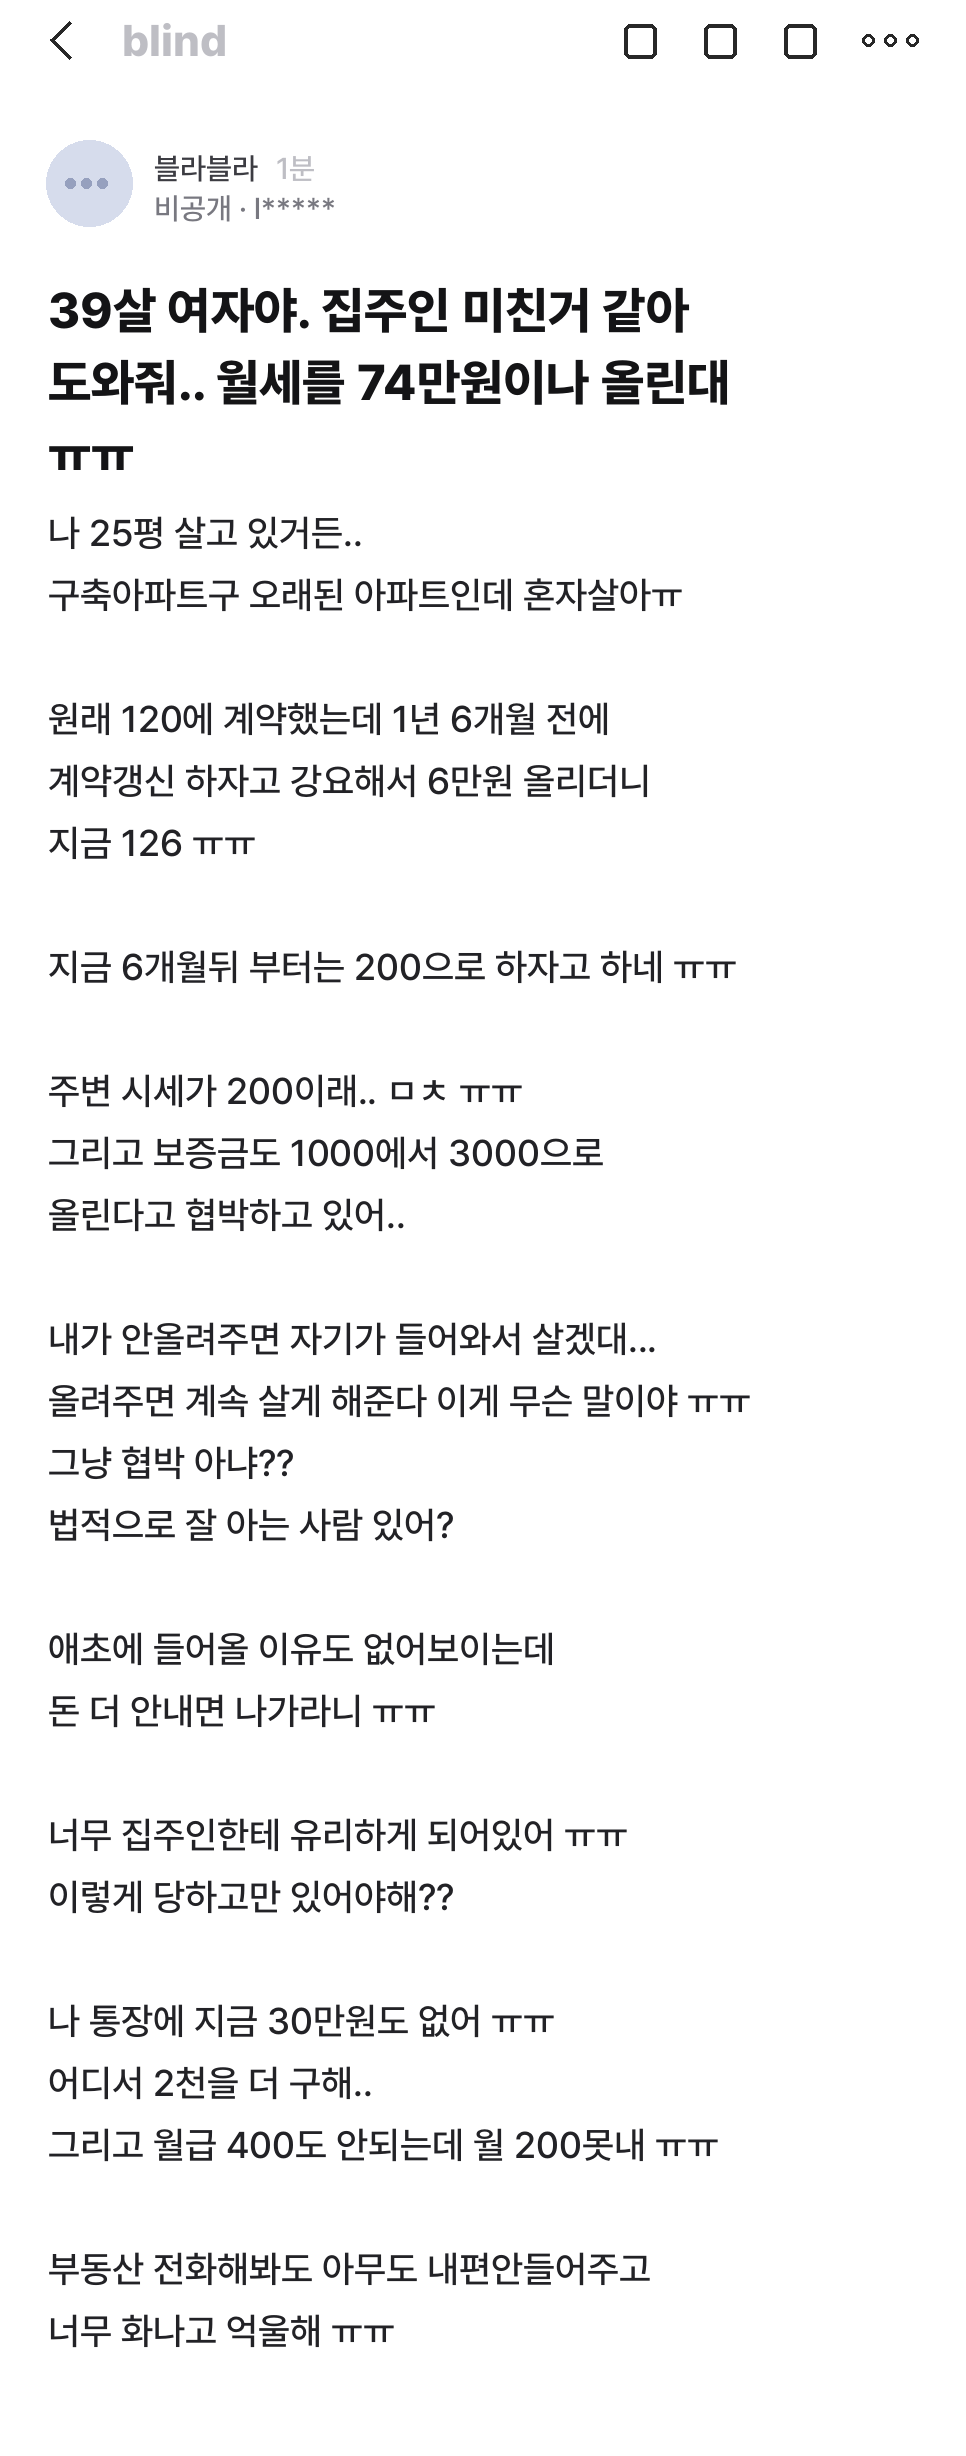 blind
블라블라 1분
비공개 · l*****
39살 여자야. 집주인 미친거 같아
도와줘.. 월세를 74만원이나 올린대
ㅠㅠ
나 25평 살고 있거든..
구축아파트구 오래된 아파트인데 혼자살아ㅠ
원래 120에 계약했는데 1년 6개월 전에
계약갱신 하자고 강요해서 6만원 올리더니
지금 126 ㅠㅠ
지금 6개월뒤 부터는 200으로 하자고 하네 ㅠㅠ
주변 시세가 200이래.. ㅁㅊ ㅠㅠ
그리고 보증금도 1000에서 3000으로
올린다고 협박하고 있어..
내가 안올려주면 자기가 들어와서 살겠대...
올려주면 계속 살게 해준다 이게 무슨 말이야 ㅠㅠ
그냥 협박 아냐??
법적으로 잘 아는 사람 있어?
애초에 들어올 이유도 없어보이는데
돈 더 안내면 나가라니 ㅠㅠ
너무 집주인한테 유리하게 되어있어 ㅠㅠ
이렇게 당하고만 있어야해??
나 통장에 지금 30만원도 없어 ㅠㅠ
어디서 2천을 더 구해..
그리고 월급 400도 안되는데 월 200못내 ㅠㅠ
부동산 전화해봐도 아무도 내편안들어주고
너무 화나고 억울해 ㅠㅠ